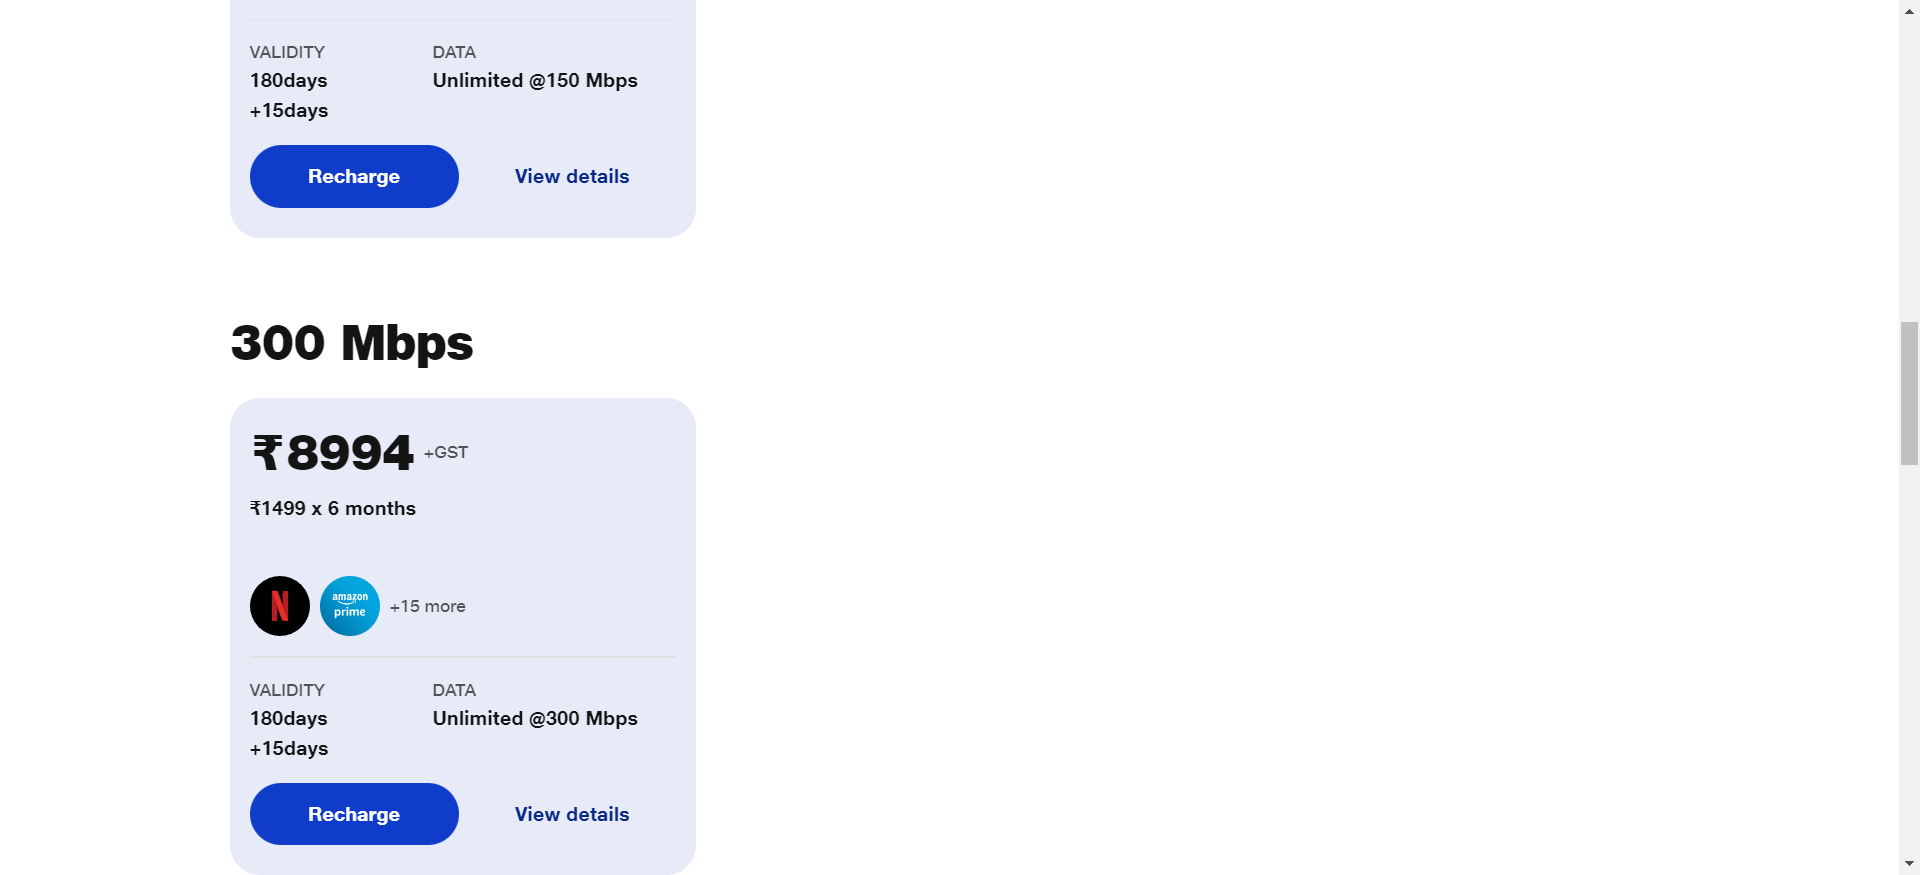 VALIDITY DATA
180days Unlimited @150 Mbps
+15days
Recharge View details
300 Mbps
₹8994 +GST
₹1499 x 6 months
N amazon prime +15 more
VALIDITY DATA
180days Unlimited @300 Mbps
+15days
Recharge View details